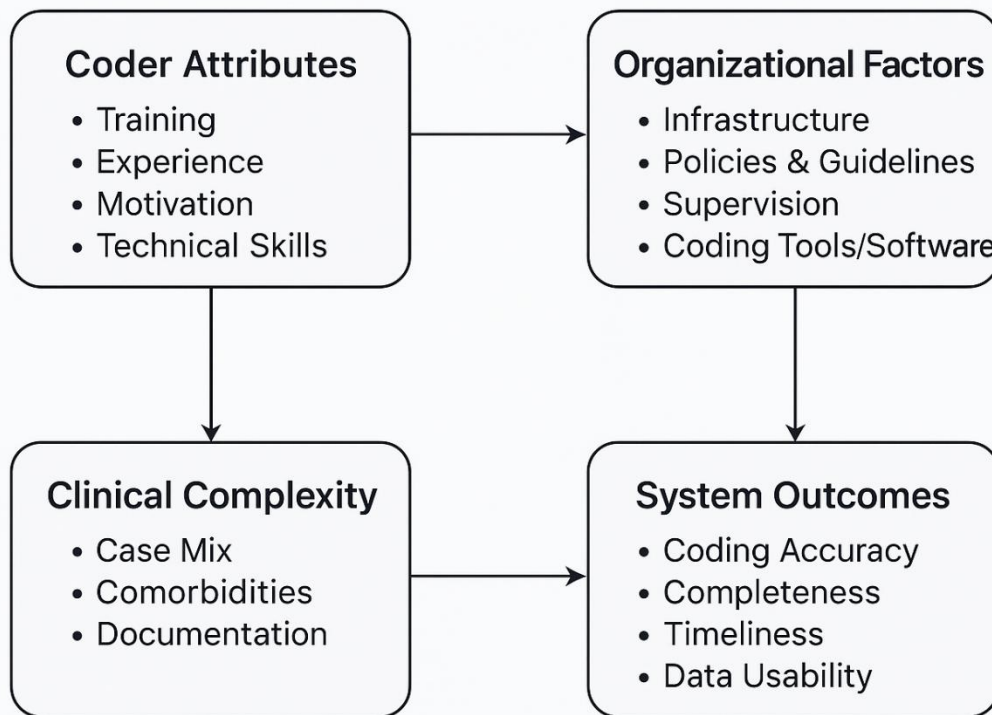 Coder Attributes
• Training
• Experience
• Motivation
• Technical Skills
Organizational Factors
• Infrastructure
• Policies & Guidelines
• Supervision
• Coding Tools/Software
Clinical Complexity
• Case Mix
• Comorbidities
• Documentation
System Outcomes
• Coding Accuracy
• Completeness
• Timeliness
• Data Usability